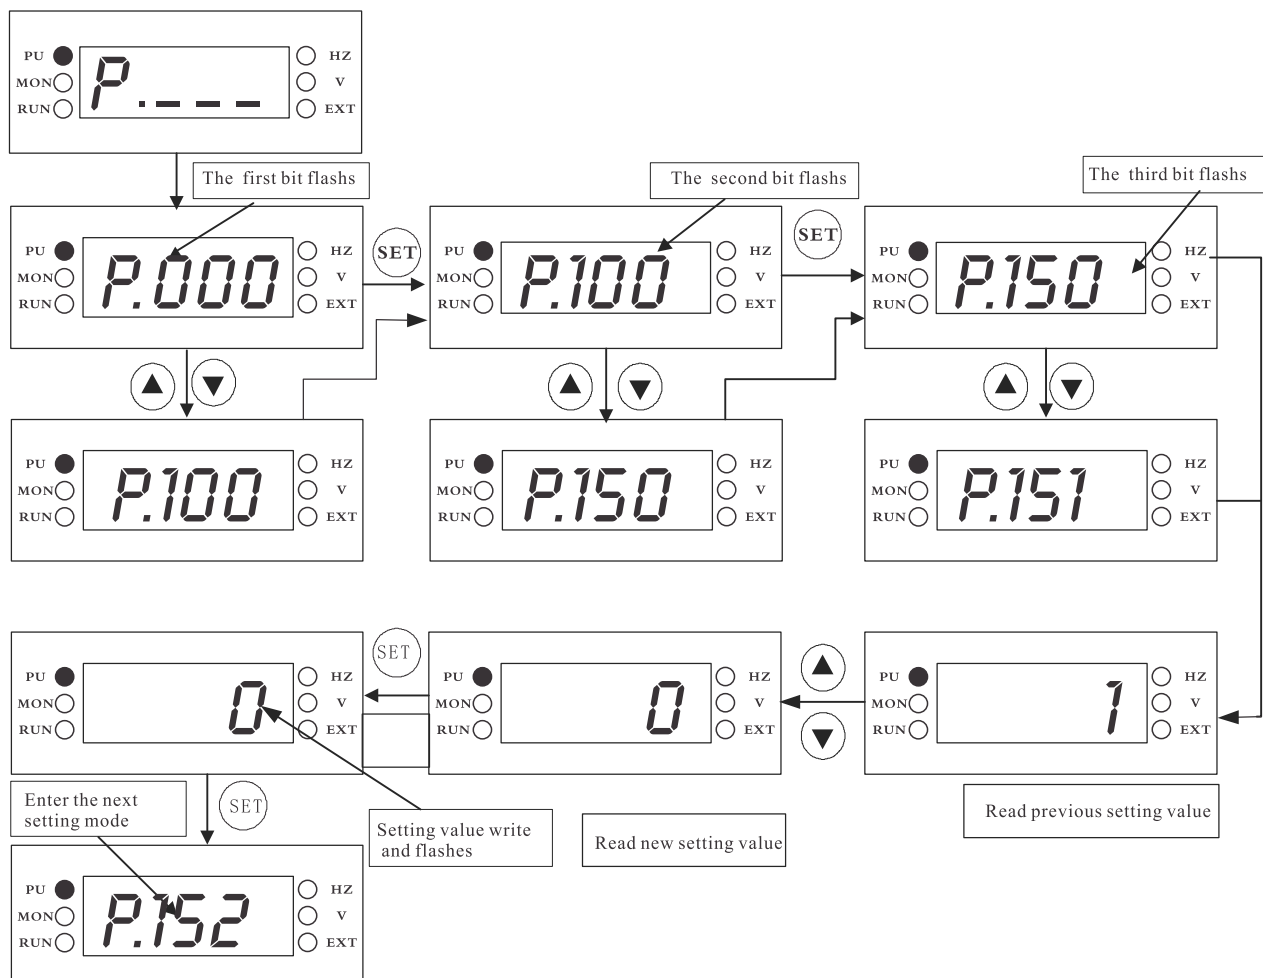 PU HZ
MON P.--- V
RUN EXT
The first bit flashs
The second bit flashs
The third bit flashs
PU HZ
MON P.000 V
RUN EXT
SET
PU HZ
MON P.100 V
RUN EXT
SET
PU HZ
MON P.150 V
RUN EXT
PU HZ
MON P.100 V
RUN EXT
PU HZ
MON P.150 V
RUN EXT
PU HZ
MON P.151 V
RUN EXT
PU HZ
MON 0 V
RUN EXT
SET
PU HZ
MON 0 V
RUN EXT
PU HZ
MON 1 V
RUN EXT
Enter the next
setting mode
SET
Setting value write
and flashes
Read new setting value
Read previous setting value
PU HZ
MON P.152 V
RUN EXT